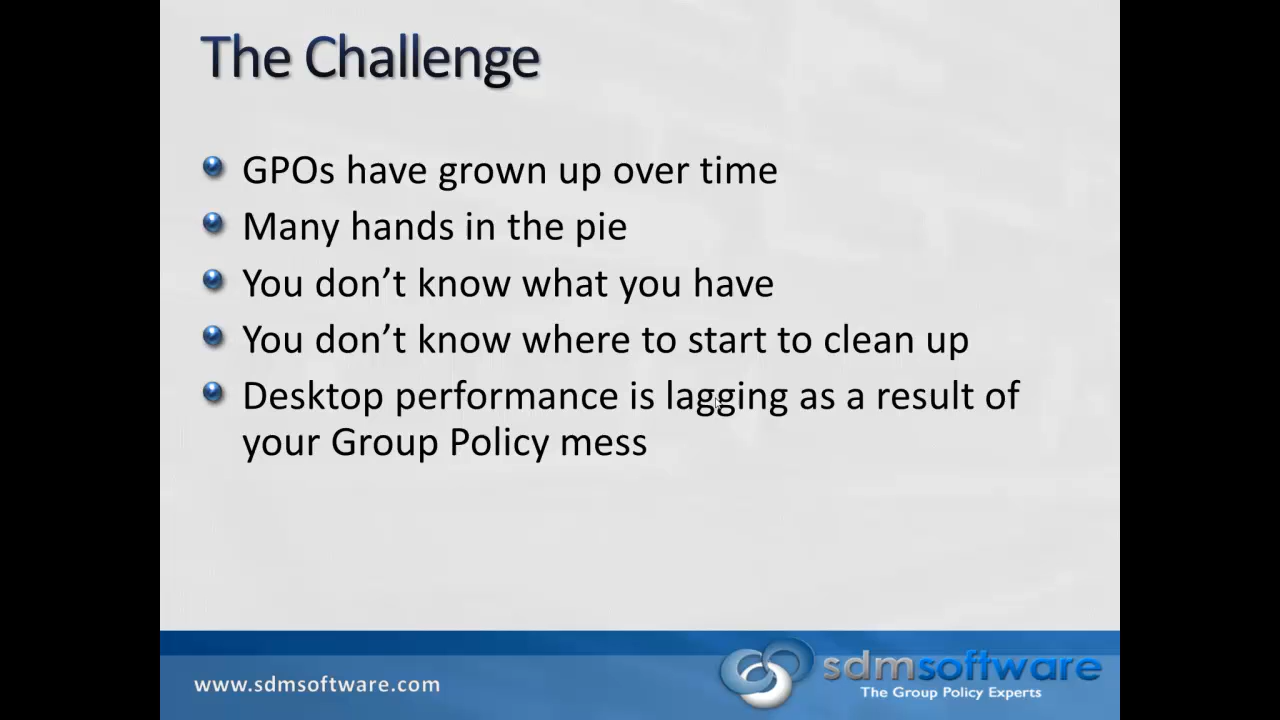 The Challenge
GPOs have grown up over time
Many hands in the pie
You don’t know what you have
You don’t know where to start to clean up
Desktop performance is lagging as a result of
your Group Policy mess
www.sdmsoftware.com
sdmsoftware
The Group Policy Experts